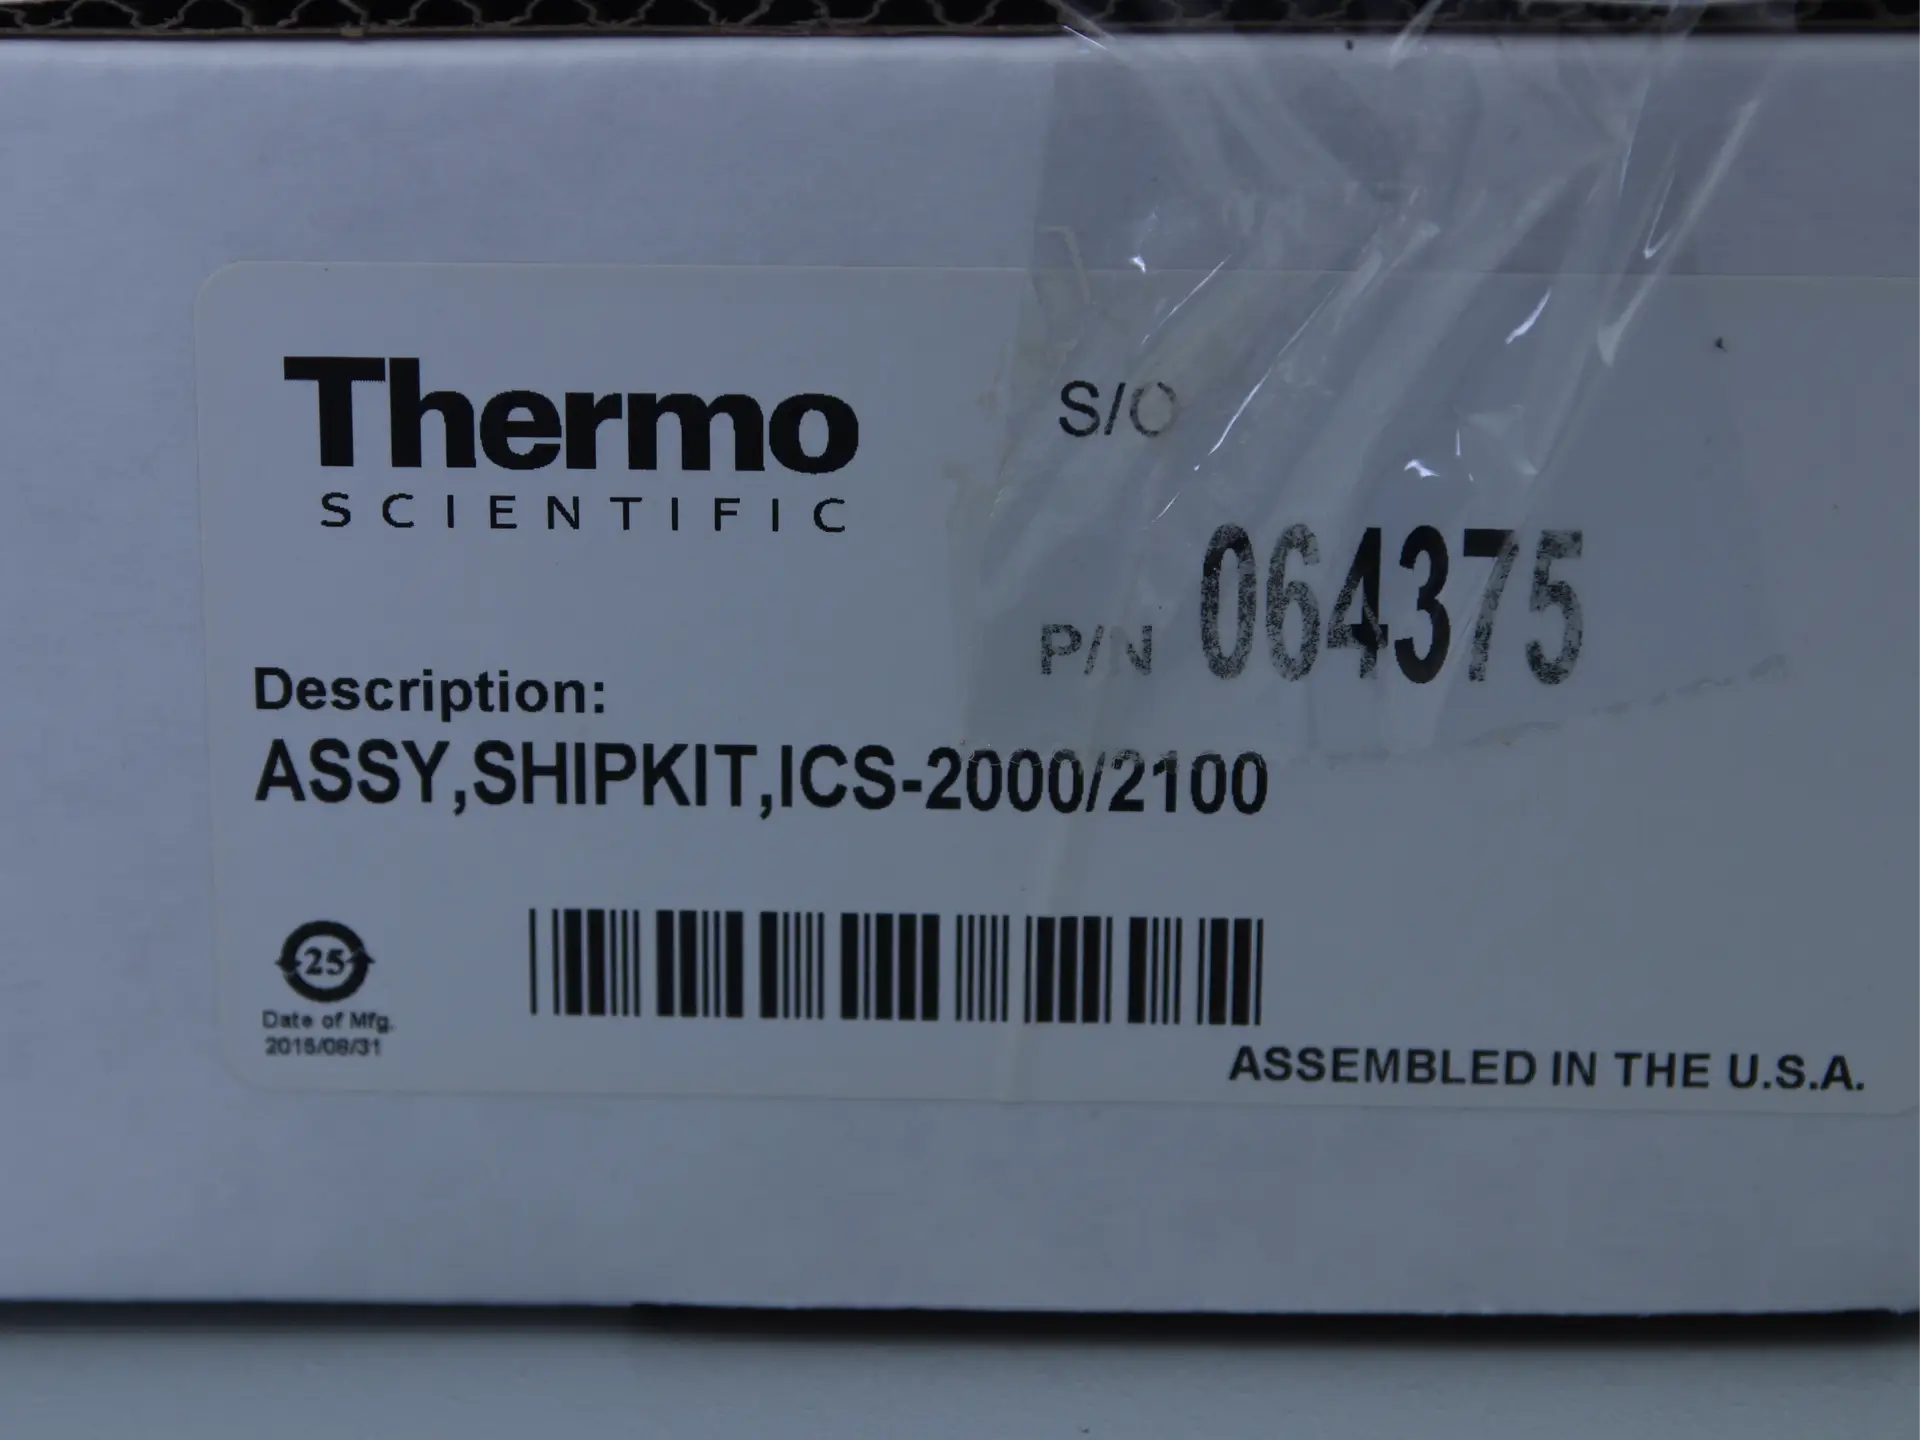 Thermo
SCIENTIFIC
S/O
P/N 064375
Description:
ASSY,SHIPKIT,ICS-2000/2100
25
Date of Mfg.
2015/08/31
ASSEMBLED IN THE U.S.A.